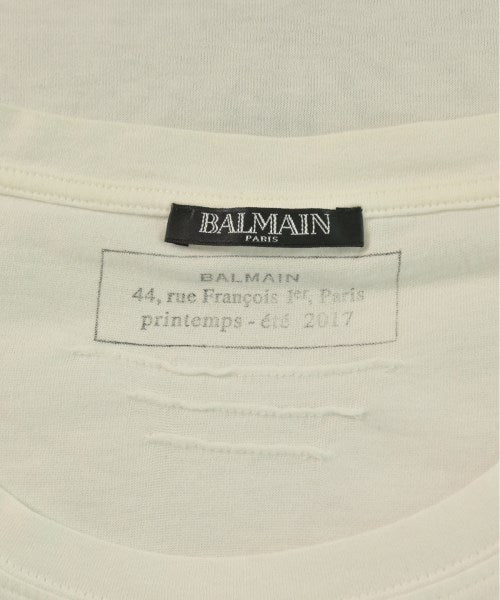 BALMAIN
PARIS
BALMAIN
44, rue François 1er, Paris
printemps - été 2017